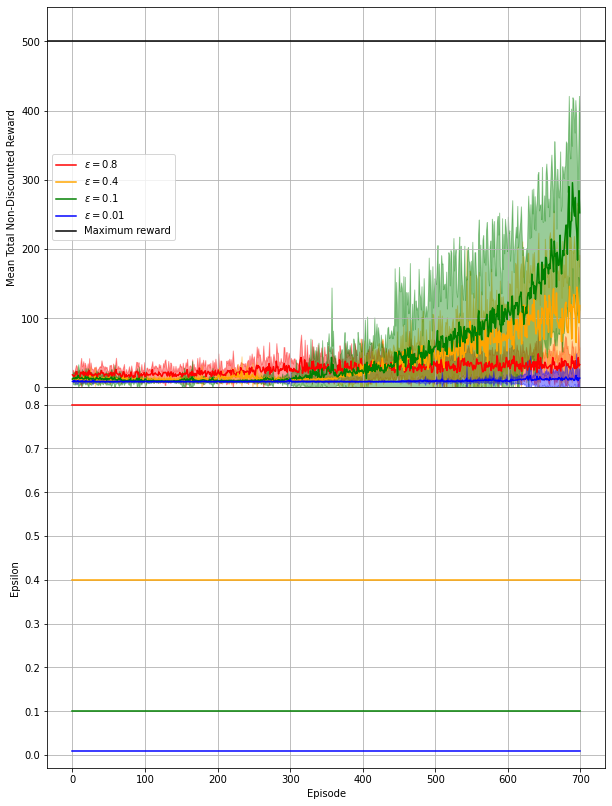 500
400
300
200
100
0
Mean Total Non-Discounted Reward
ε = 0.8
ε = 0.4
ε = 0.1
ε = 0.01
Maximum reward
0.8
0.7
0.6
0.5
0.4
0.3
0.2
0.1
0.0
Epsilon
0 100 200 300 400 500 600 700
Episode